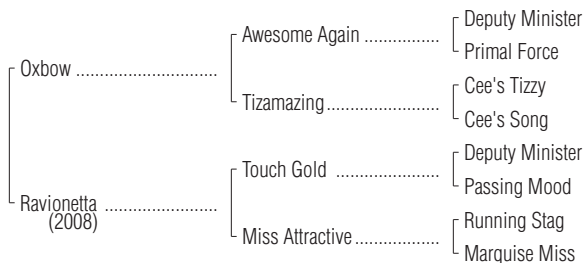 Deputy Minister
Awesome Again ..................
Primal Force
Oxbow ...................................
Cee's Tizzy
Tizamazing ...........................
Cee's Song
Deputy Minister
Touch Gold ........................
Passing Mood
Ravionetta ............................
(2008)
Running Stag
Miss Attractive .....................
Marquise Miss